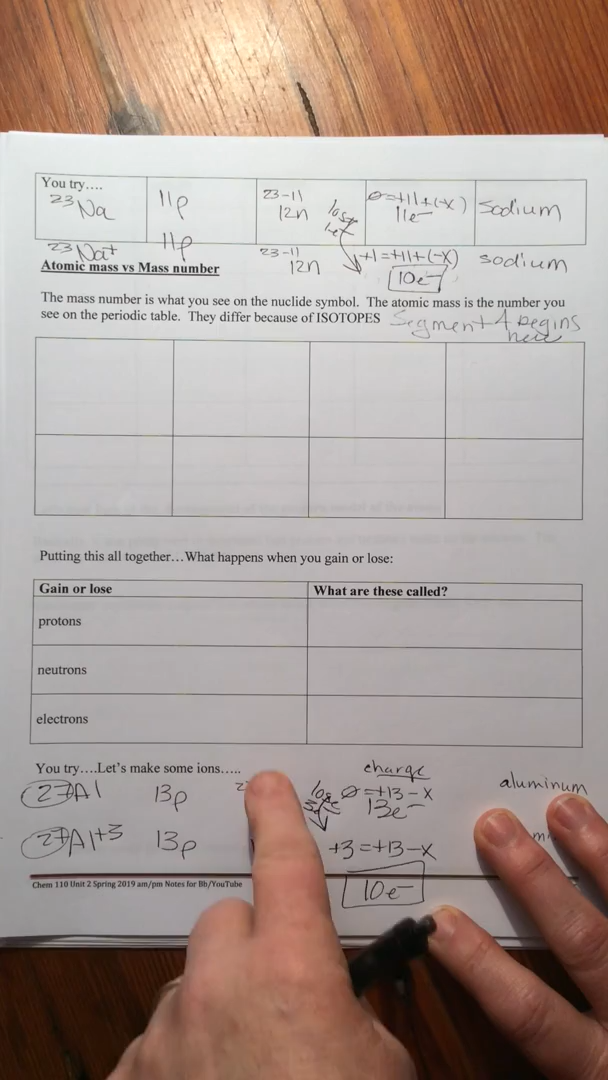 You try....
23Na
11p
23-11
12n
lose
1e-
0=+11+(-x)
11e-
sodium
23Na+
11p
23-11
12n
+1=+11+(-x)
10e-
sodium
Atomic mass vs Mass number
The mass number is what you see on the nuclide symbol. The atomic mass is the number you
see on the periodic table. They differ because of ISOTOPES
Segment 4 begins
here
Putting this all together…What happens when you gain or lose:
Gain or lose
What are these called?
protons
neutrons
electrons
You try….Let's make some ions…..
charge
27Al
13p
lose
3e-
0=+13-x
13e-
aluminum
27Al+3
13p
+3=+13-x
10e-
Chem 110 Unit 2 Spring 2019 am/pm Notes for Bb/YouTube